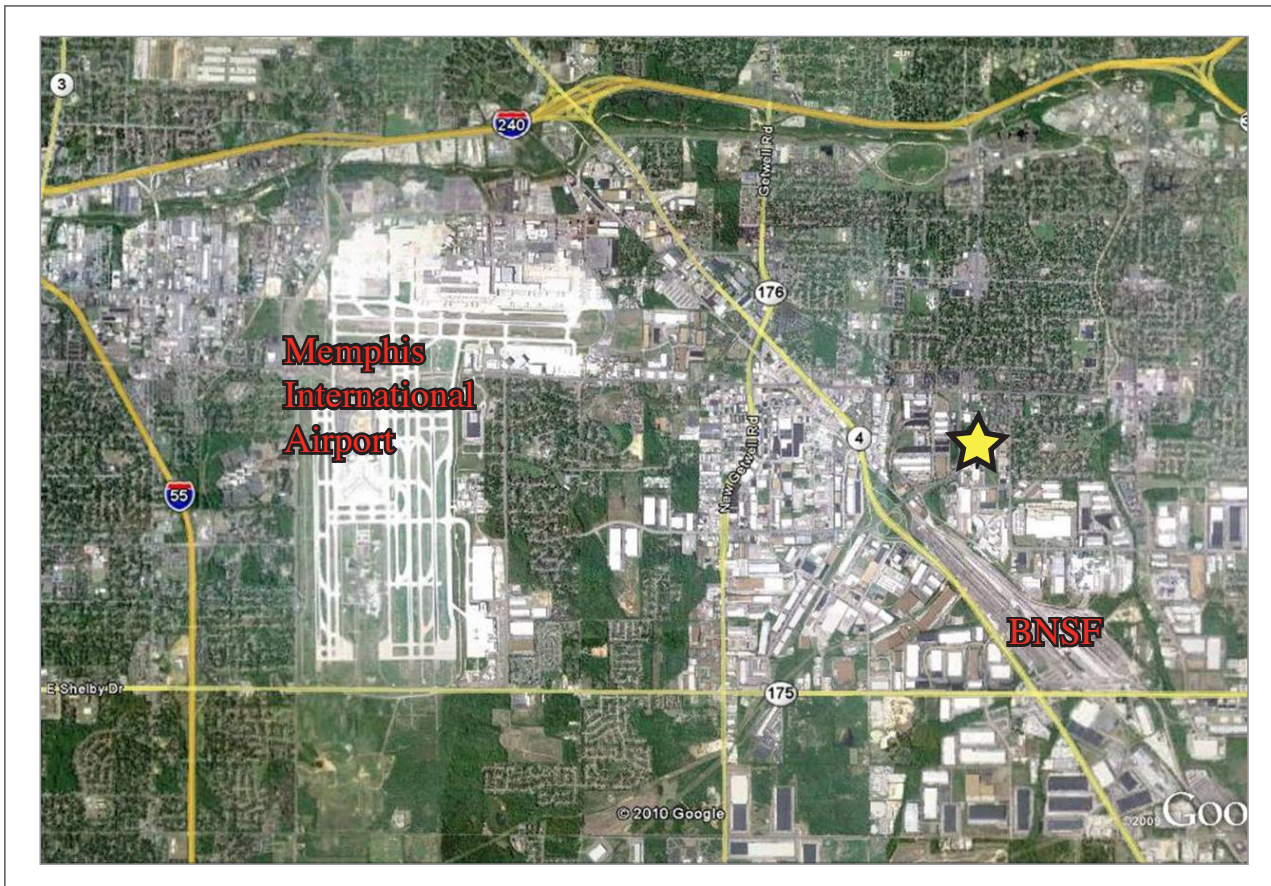 3
240
Getwell Rd
176
Memphis
International
Airport
4
New Getwell Rd
55
BNSF
E Shelby Dr
175
© 2010 Google
©2009
Goo